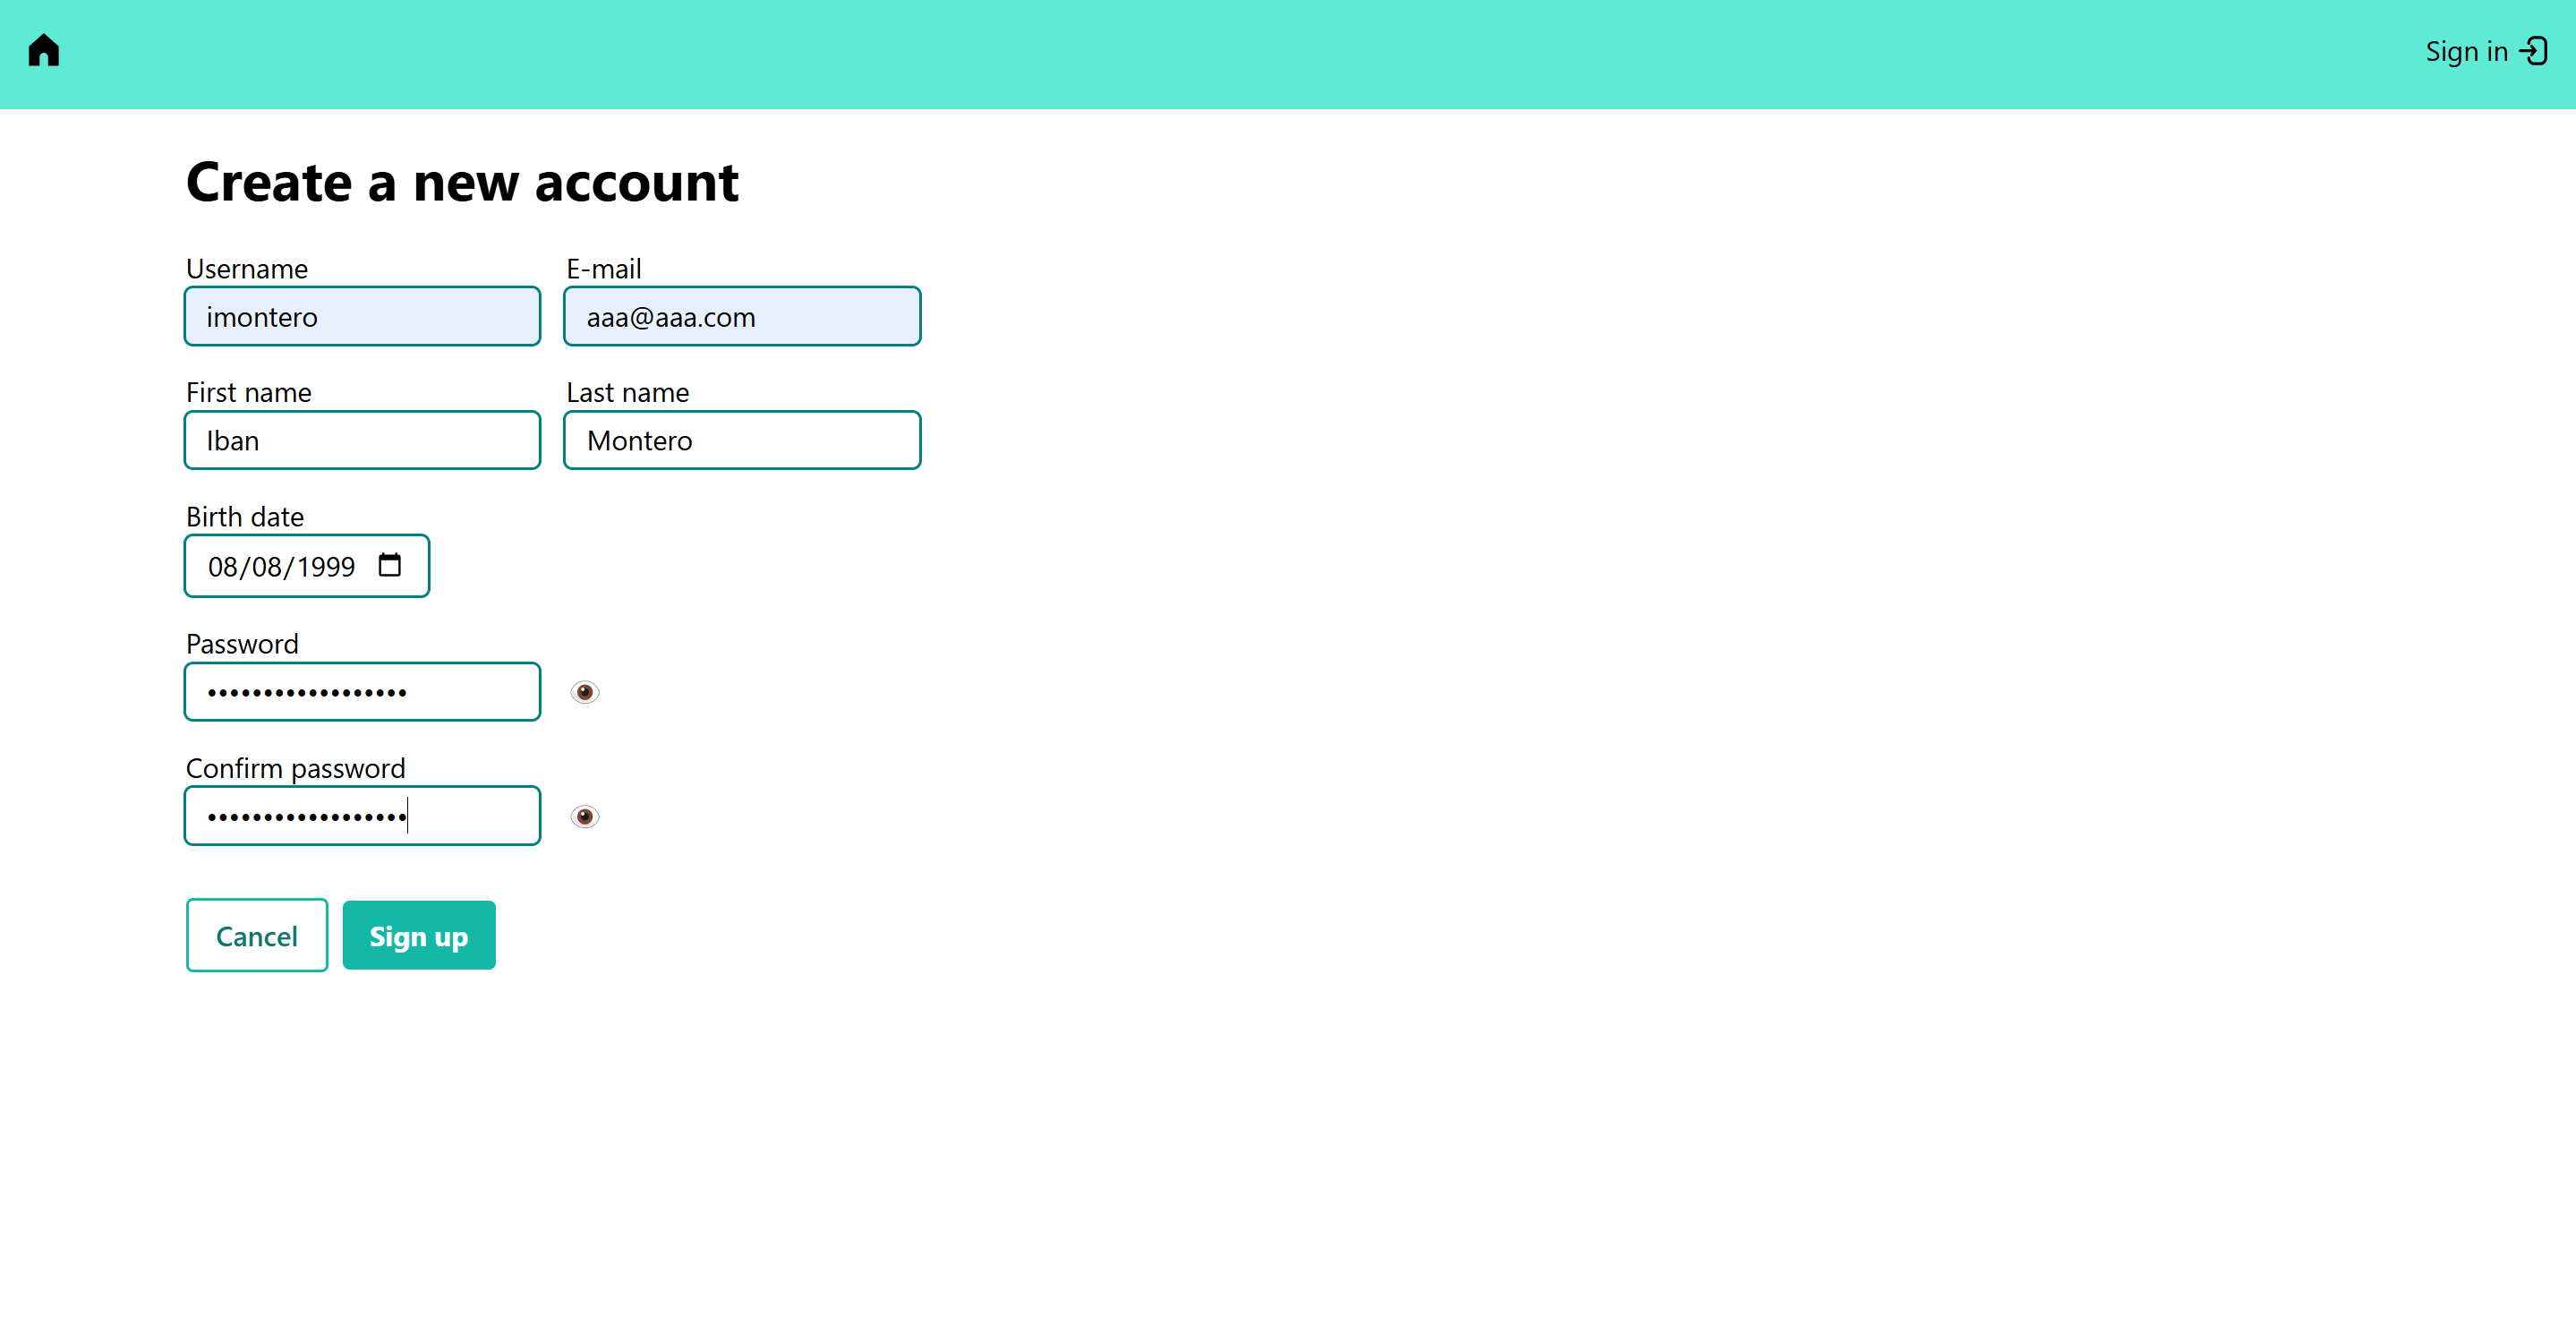 Sign in
Create a new account
Username E-mail
imontero aaa@aaa.com
First name Last name
Iban Montero
Birth date
08/08/1999
Password
••••••••••••••••••
Confirm password
••••••••••••••••••
Cancel Sign up